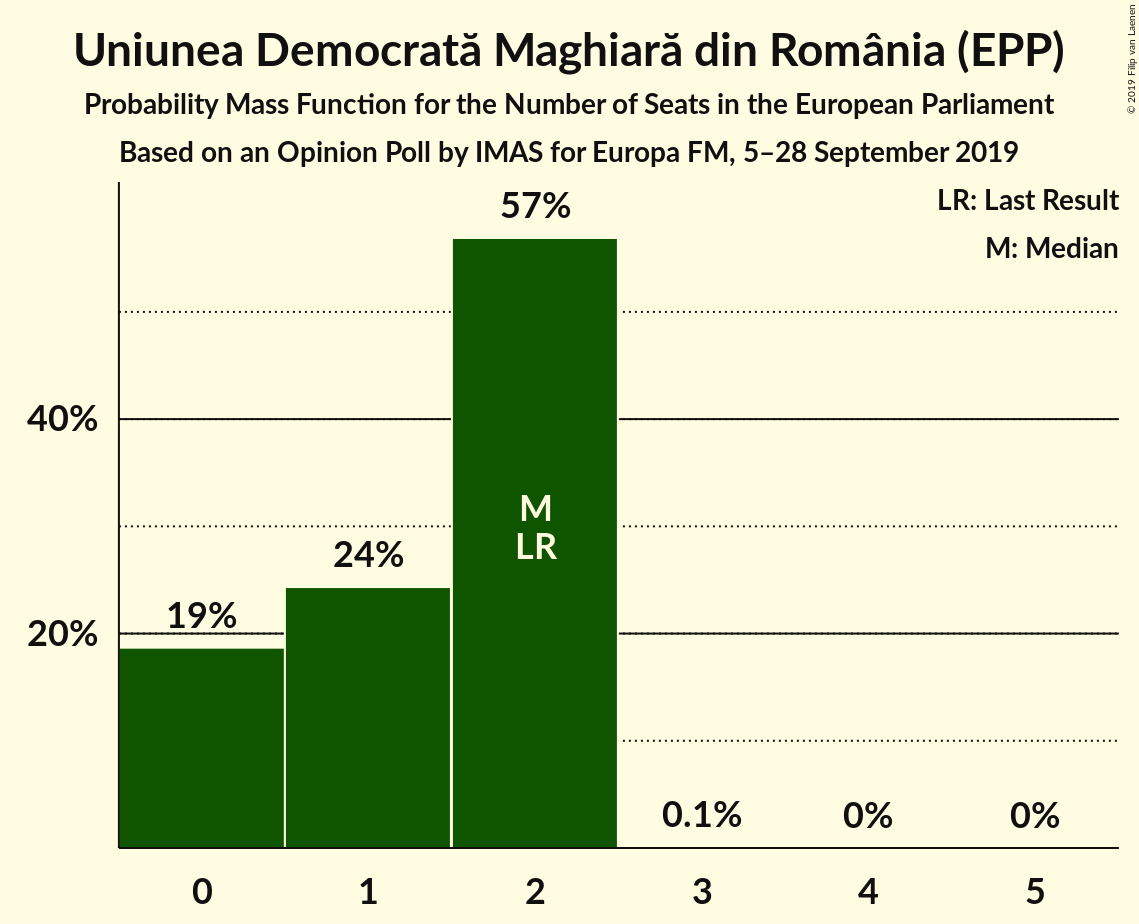 Uniunea Democrată Maghiară din România (EPP)
Probability Mass Function for the Number of Seats in the European Parliament
Based on an Opinion Poll by IMAS for Europa FM, 5–28 September 2019
© 2019 Filip van Laenen
LR: Last Result
M: Median
57%
40%
M
LR
24%
19%
20%
0.1%
0%
0%
0
1
2
3
4
5